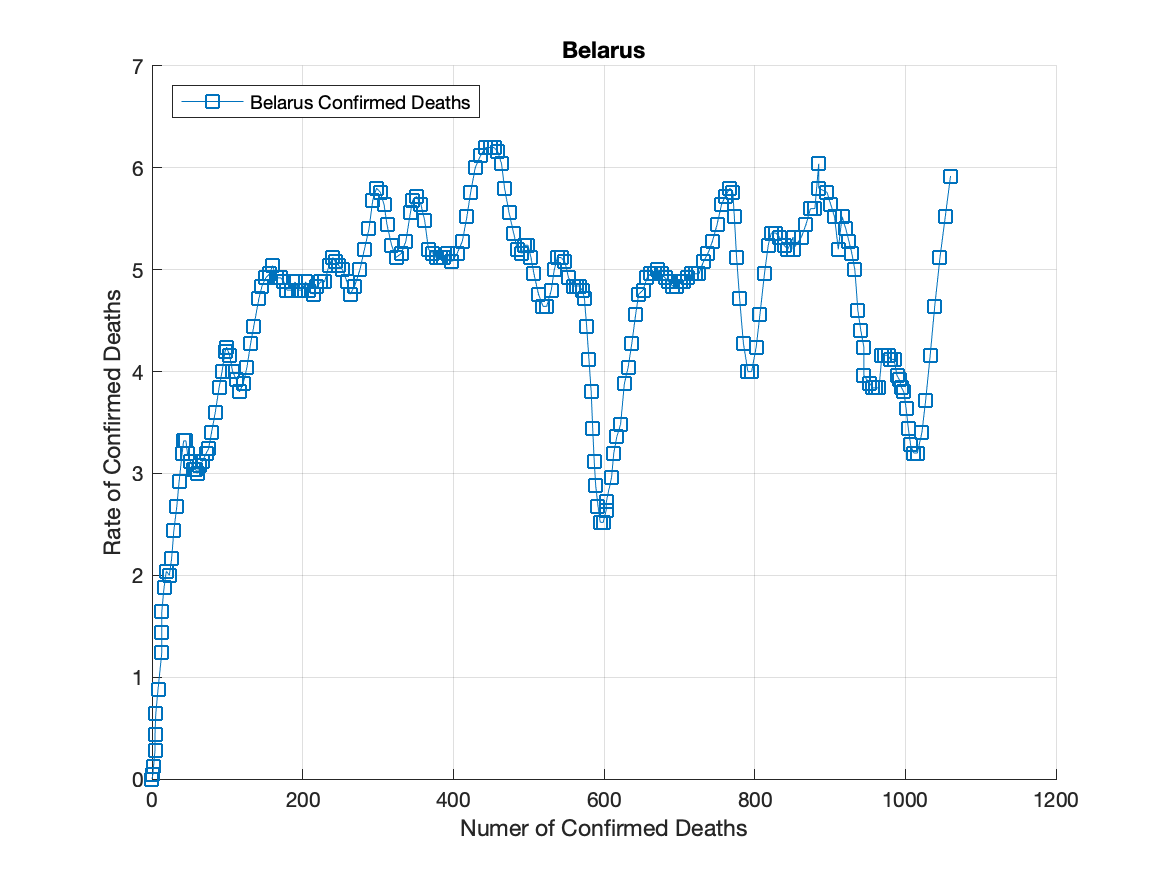 Belarus
Belarus Confirmed Deaths
Rate of Confirmed Deaths
7
6
5
4
3
2
1
0
0 200 400 600 800 1000 1200
Numer of Confirmed Deaths